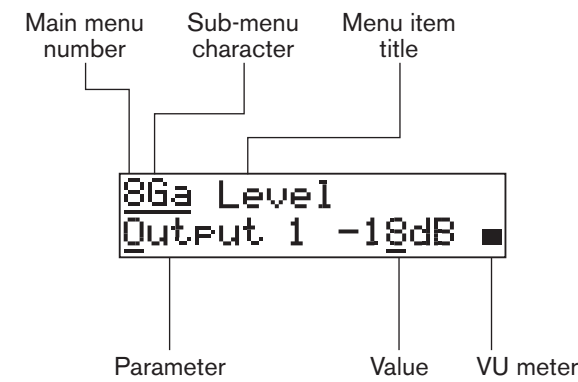 Main menu
number
Sub-menu
character
Menu item
title
8Ga Level
Output 1 -18dB
Parameter
Value
VU meter